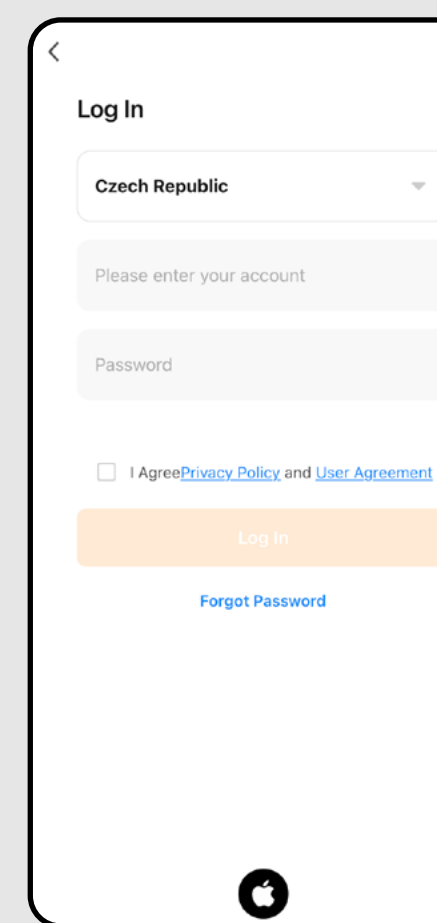 Log In
Czech Republic
Please enter your account
Password
I AgreePrivacy Policy and User Agreement
Log In
Forgot Password